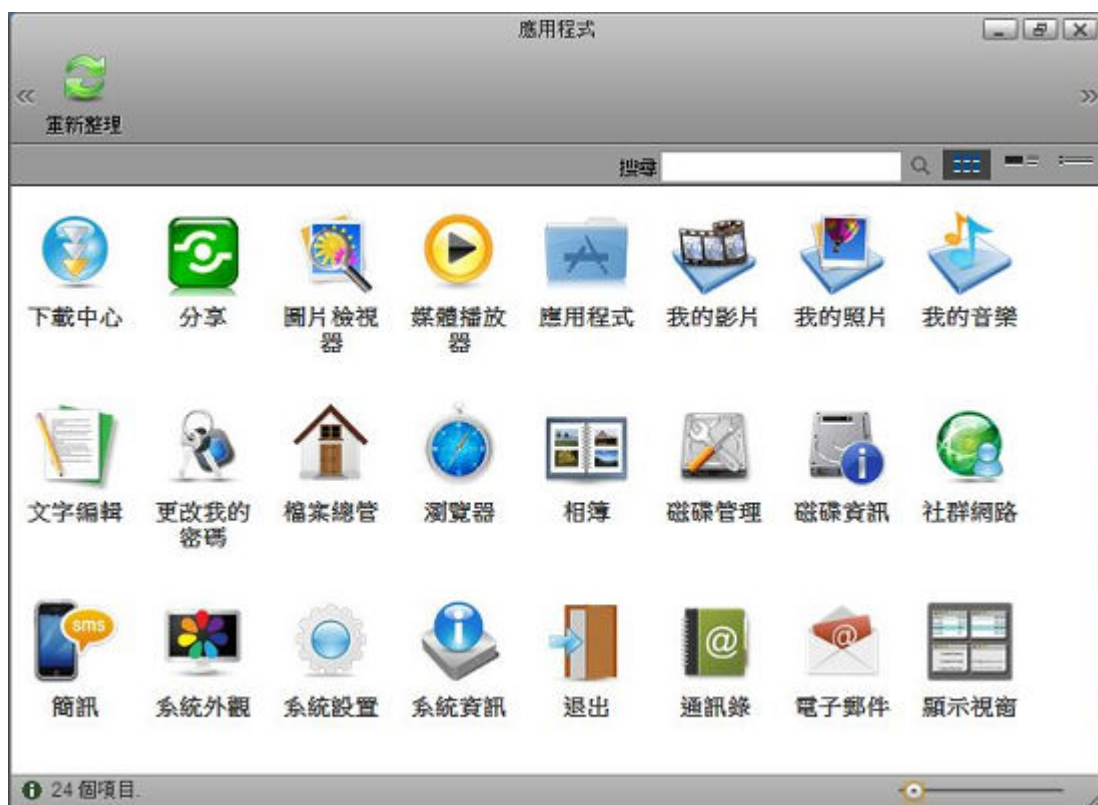 應用程式
重新整理
搜尋
下載中心 分享 圖片檢視 媒體播放 應用程式 我的影片 我的照片 我的音樂
器 器
文字編輯 更改我的 檔案總管 瀏覽器 相簿 磁碟管理 磁碟資訊 社群網路
密碼
sms
@ @
簡訊 系統外觀 系統設置 系統資訊 退出 通訊錄 電子郵件 顯示視窗
24 個項目.